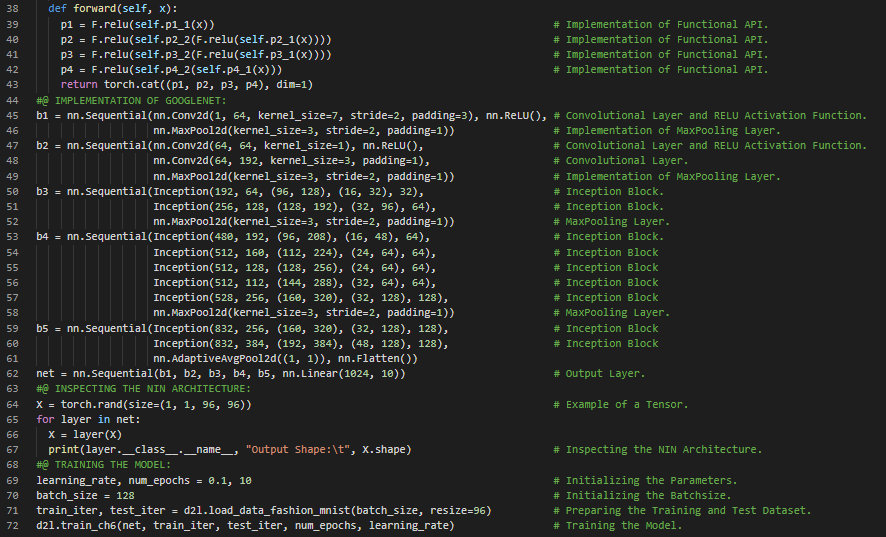 38 def forward(self, x):
39 p1 = F.relu(self.p1_1(x)) # Implementation of Functional API.
40 p2 = F.relu(self.p2_2(F.relu(self.p2_1(x)))) # Implementation of Functional API.
41 p3 = F.relu(self.p3_2(F.relu(self.p3_1(x)))) # Implementation of Functional API.
42 p4 = F.relu(self.p4_2(self.p4_1(x))) # Implementation of Functional API.
43 return torch.cat((p1, p2, p3, p4), dim=1)
44 #@ IMPLEMENTATION OF GOOGLENET:
45 b1 = nn.Sequential(nn.Conv2d(1, 64, kernel_size=7, stride=2, padding=3), nn.ReLU(), # Convolutional Layer and RELU Activation Function.
46 nn.MaxPool2d(kernel_size=3, stride=2, padding=1)) # Implementation of MaxPooling Layer.
47 b2 = nn.Sequential(nn.Conv2d(64, 64, kernel_size=1), nn.ReLU(), # Convolutional Layer and RELU Activation Function.
48 nn.Conv2d(64, 192, kernel_size=3, padding=1), # Convolutional Layer.
49 nn.MaxPool2d(kernel_size=3, stride=2, padding=1)) # Implementation of MaxPooling Layer.
50 b3 = nn.Sequential(Inception(192, 64, (96, 128), (16, 32), 32), # Inception Block.
51 Inception(256, 128, (128, 192), (32, 96), 64), # Inception Block.
52 nn.MaxPool2d(kernel_size=3, stride=2, padding=1)) # MaxPooling Layer.
53 b4 = nn.Sequential(Inception(480, 192, (96, 208), (16, 48), 64), # Inception Block.
54 Inception(512, 160, (112, 224), (24, 64), 64), # Inception Block
55 Inception(512, 128, (128, 256), (24, 64), 64), # Inception Block
56 Inception(512, 112, (144, 288), (32, 64), 64), # Inception Block
57 Inception(528, 256, (160, 320), (32, 128), 128), # Inception Block
58 nn.MaxPool2d(kernel_size=3, stride=2, padding=1)) # MaxPooling Layer.
59 b5 = nn.Sequential(Inception(832, 256, (160, 320), (32, 128), 128), # Inception Block
60 Inception(832, 384, (192, 384), (48, 128), 128), # Inception Block
61 nn.AdaptiveAvgPool2d((1, 1)), nn.Flatten())
62 net = nn.Sequential(b1, b2, b3, b4, b5, nn.Linear(1024, 10)) # Output Layer.
63 #@ INSPECTING THE NIN ARCHITECTURE:
64 X = torch.rand(size=(1, 1, 96, 96)) # Example of a Tensor.
65 for layer in net:
66 X = layer(X)
67 print(layer.__class__.__name__, "Output Shape:\t", X.shape) # Inspecting the NIN Architecture.
68 #@ TRAINING THE MODEL:
69 learning_rate, num_epochs = 0.1, 10 # Initializing the Parameters.
70 batch_size = 128 # Initializing the Batchsize.
71 train_iter, test_iter = d2l.load_data_fashion_mnist(batch_size, resize=96) # Preparing the Training and Test Dataset.
72 d2l.train_ch6(net, train_iter, test_iter, num_epochs, learning_rate) # Training the Model.